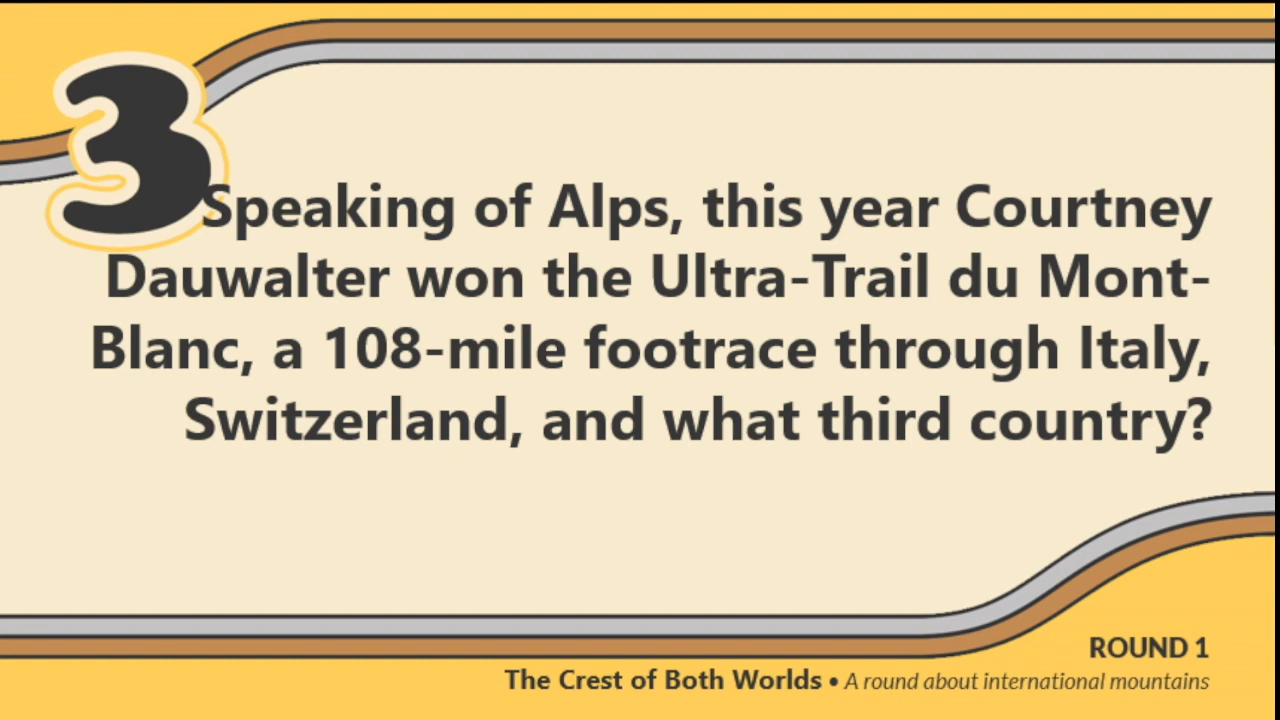 3
Speaking of Alps, this year Courtney
Dauwalter won the Ultra-Trail du Mont-
Blanc, a 108-mile footrace through Italy,
Switzerland, and what third country?
ROUND 1
The Crest of Both Worlds • A round about international mountains